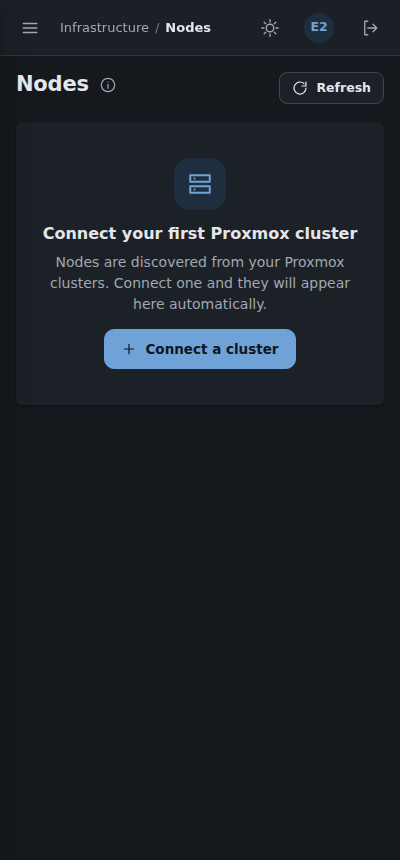 Infrastructure / Nodes
E2
Nodes
Refresh
Connect your first Proxmox cluster
Nodes are discovered from your Proxmox
clusters. Connect one and they will appear
here automatically.
Connect a cluster